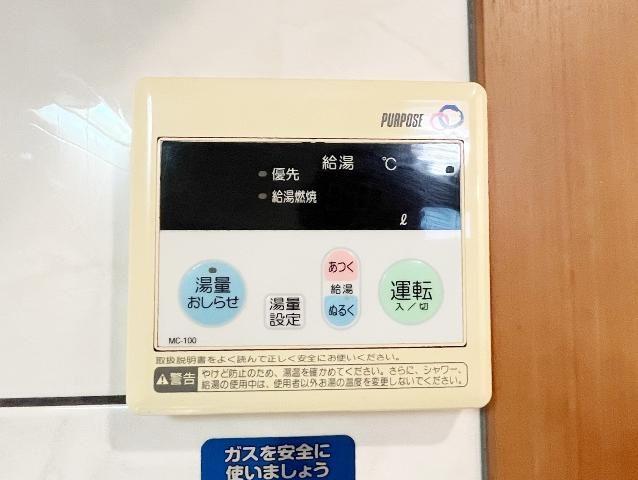 PURPOSE
給湯 ℃
優先
給湯燃焼
ℓ
湯量
おしらせ
湯量
設定
あつく
給湯
ぬるく
運転
入/切
MC-100
取扱説明書をよく読んで正しく安全にお使いください。
警告
やけど防止のため、湯温を確かめてください。さらに、シャワー、
給湯の使用中は、使用者以外お湯の温度を変更しないでください。
ガスを安全に
使いましょう